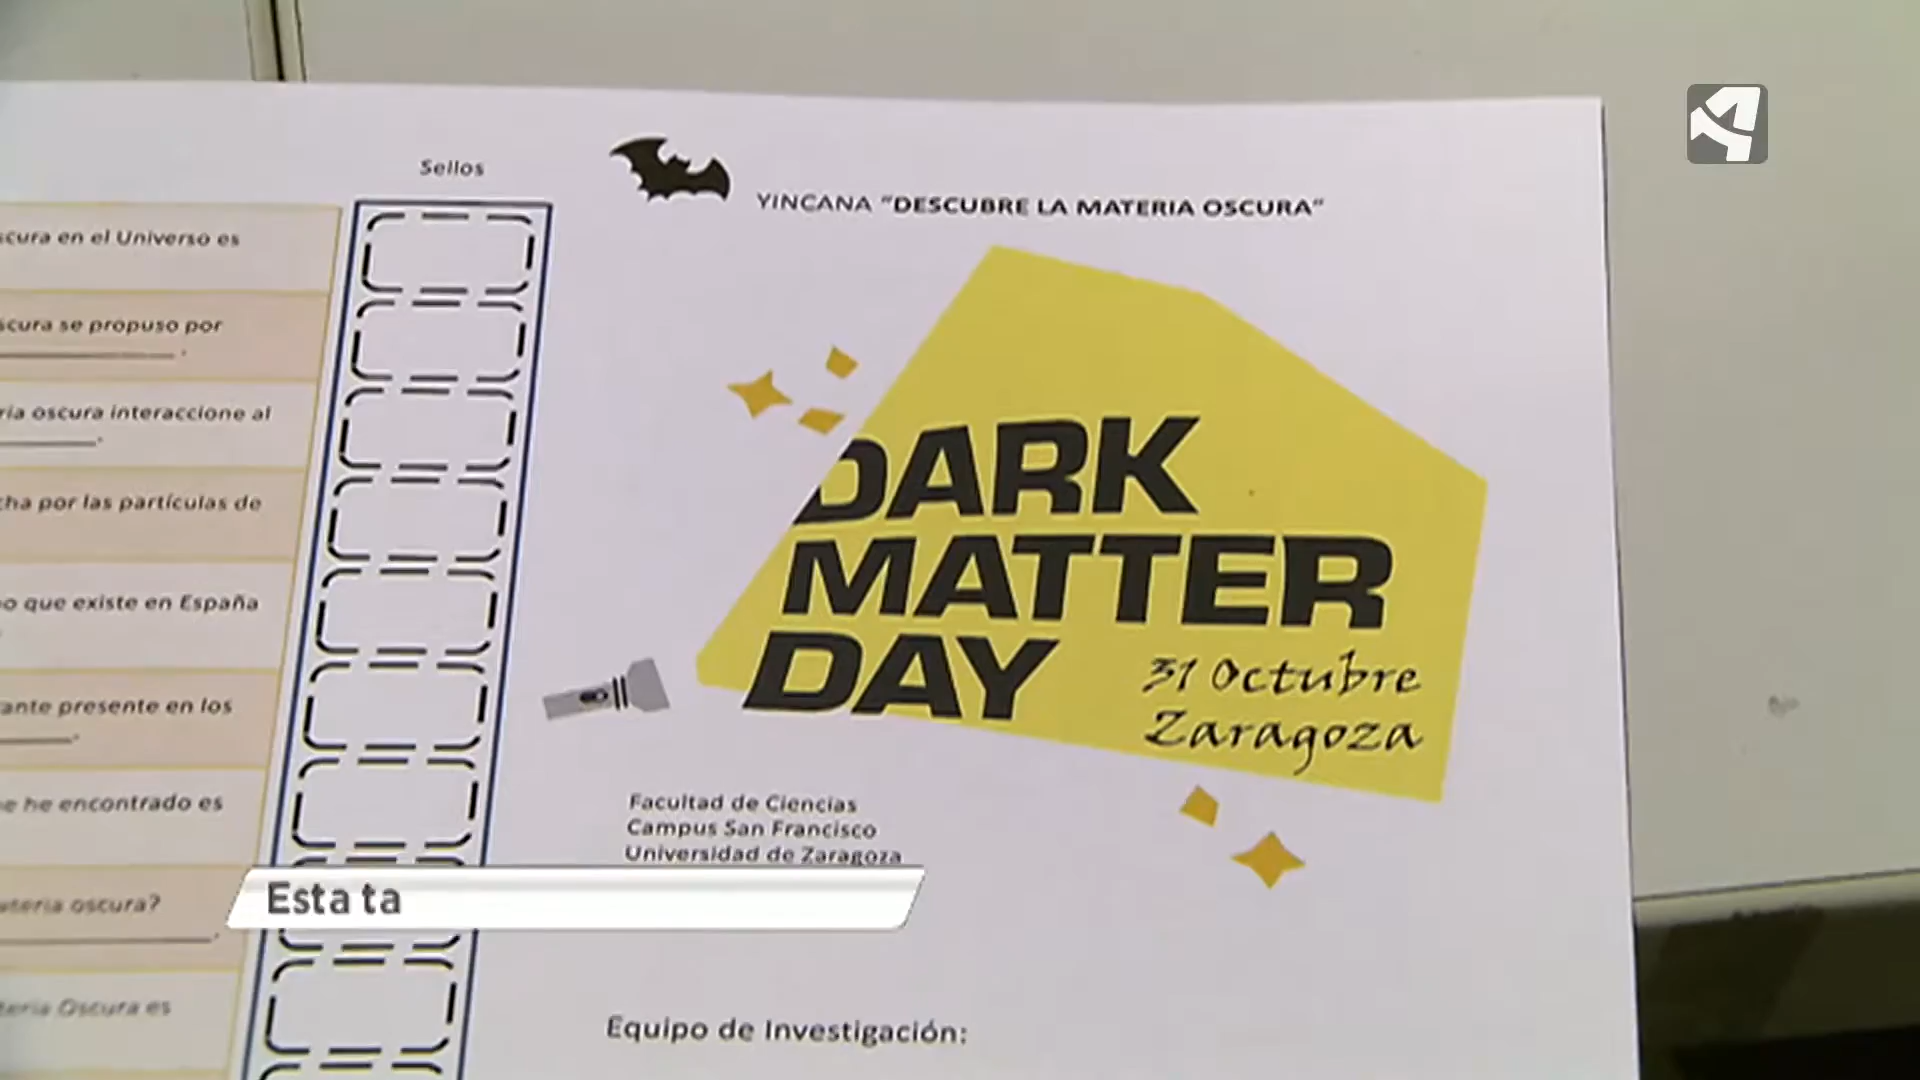 Sellos
YINCANA "DESCUBRE LA MATERIA OSCURA"
scura en el Universo es
scura se propuso por
ria oscura interaccione al
cha por las partículas de
o que existe en España
ante presente en los
e he encontrado es
ateria oscura?
teria Oscura es
DARK
MATTER
DAY
31 Octubre
Zaragoza
Facultad de Ciencias
Campus San Francisco
Universidad de Zaragoza
Esta ta
Equipo de Investigación: